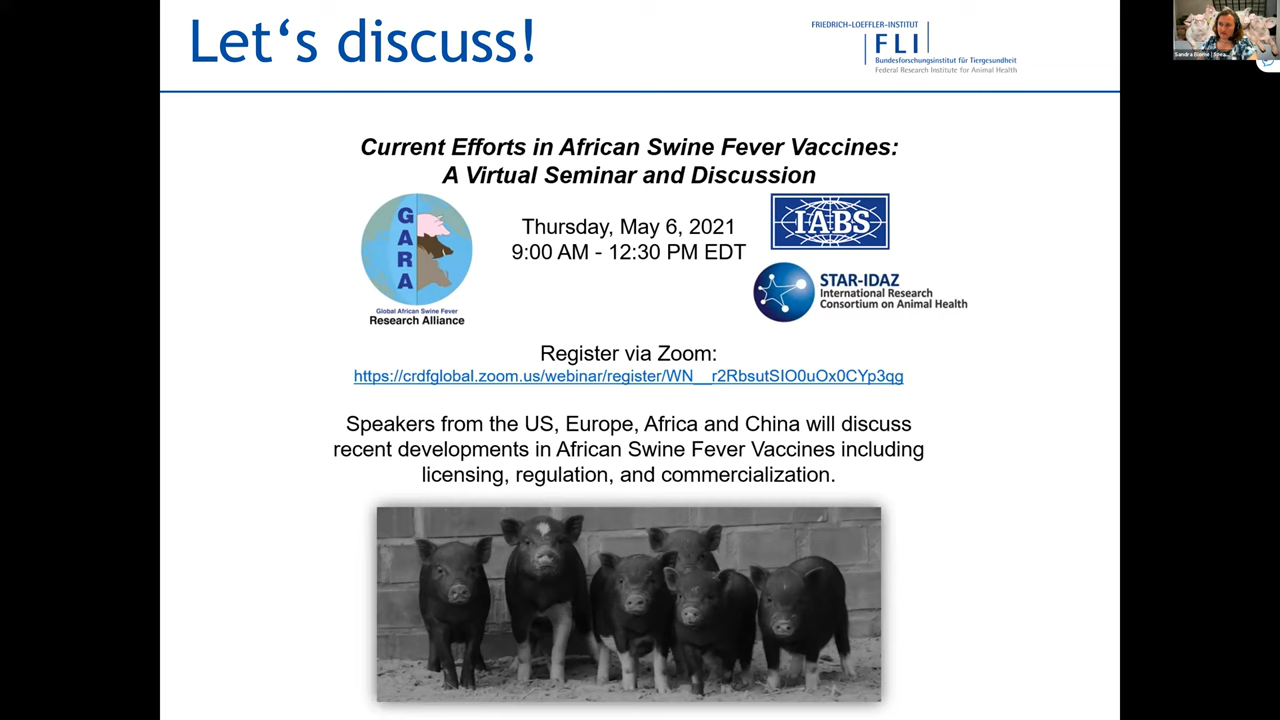 Let‘s discuss!
FRIEDRICH-LOEFFLER-INSTITUT
FLI
Bundesforschungsinstitut für Tiergesundheit
Federal Research Institute for Animal Health
Current Efforts in African Swine Fever Vaccines:
A Virtual Seminar and Discussion
Thursday, May 6, 2021
9:00 AM - 12:30 PM EDT
GARA
Global African Swine Fever
Research Alliance
IABS
STAR-IDAZ
International Research
Consortium on Animal Health
Register via Zoom:
https://crdfglobal.zoom.us/webinar/register/WN__r2RbsutSIO0uOx0CYp3qg
Speakers from the US, Europe, Africa and China will discuss
recent developments in African Swine Fever Vaccines including
licensing, regulation, and commercialization.
Sandra Blome